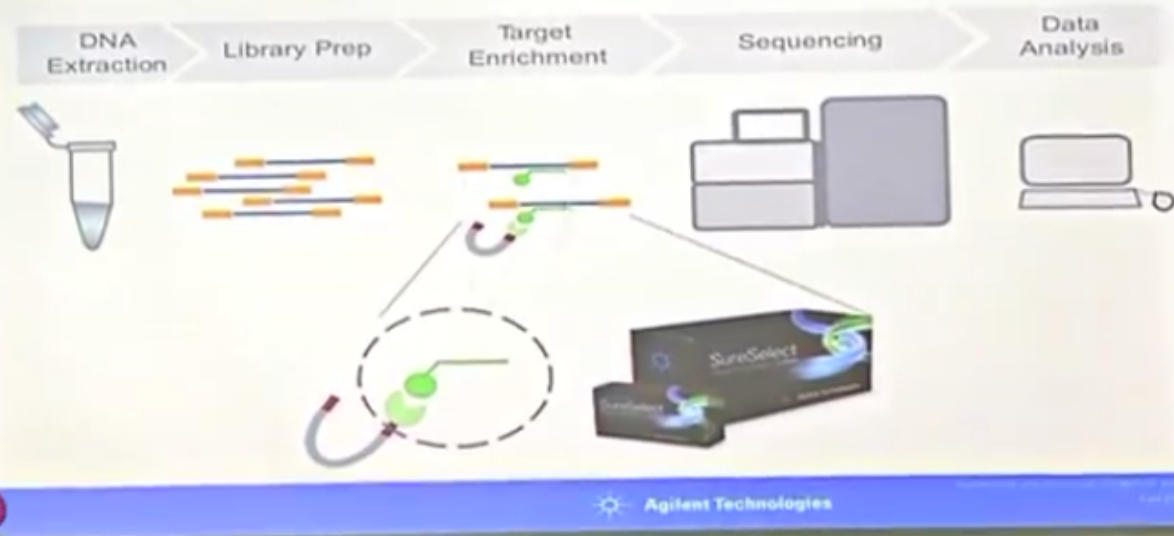 DNA
Extraction
Library Prep
Target
Enrichment
Sequencing
Data
Analysis
SureSelect
SureSelect
Agilent Technologies